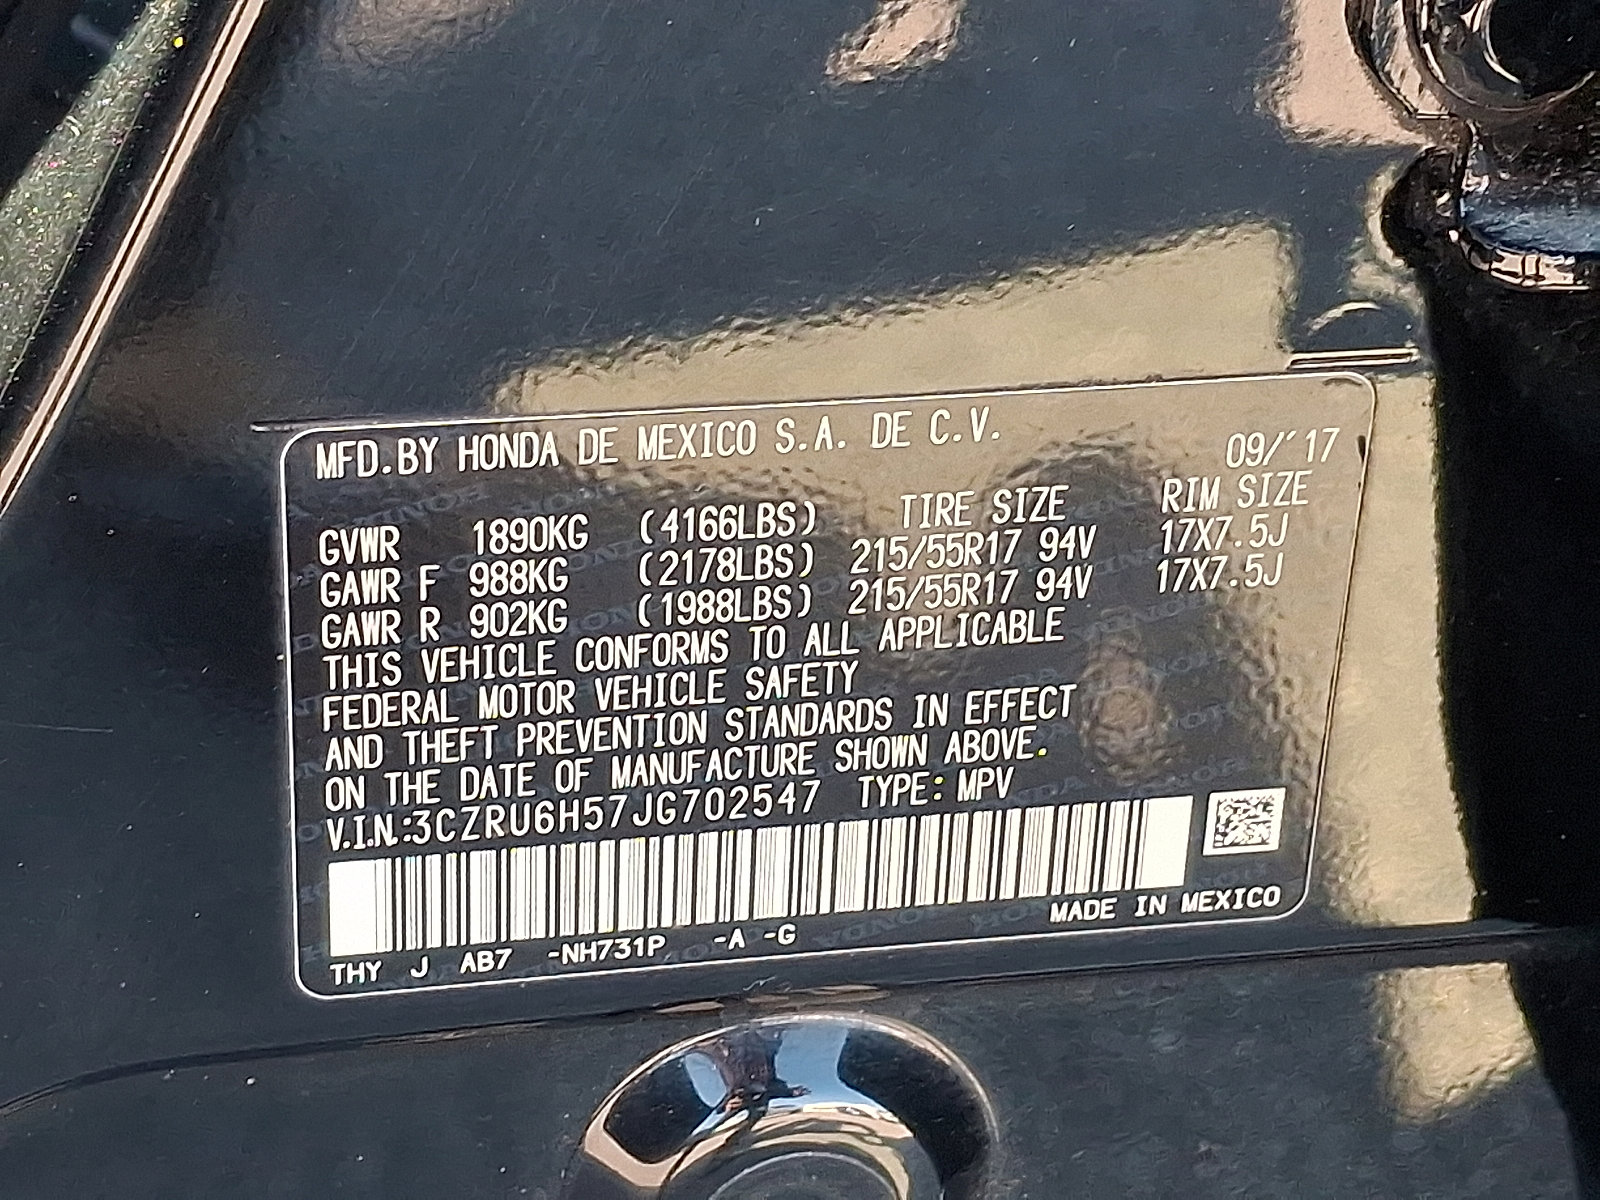 MFD.BY HONDA DE MEXICO S.A. DE C.V.
09/'17
GVWR 1890KG (4166LBS) TIRE SIZE RIM SIZE
GAWR F 988KG (2178LBS) 215/55R17 94V 17X7.5J
GAWR R 902KG (1988LBS) 215/55R17 94V 17X7.5J
THIS VEHICLE CONFORMS TO ALL APPLICABLE
FEDERAL MOTOR VEHICLE SAFETY
AND THEFT PREVENTION STANDARDS IN EFFECT
ON THE DATE OF MANUFACTURE SHOWN ABOVE.
V.I.N.:3CZRU6H57JG702547 TYPE: MPV
THY J AB7 -NH731P -A -G
MADE IN MEXICO